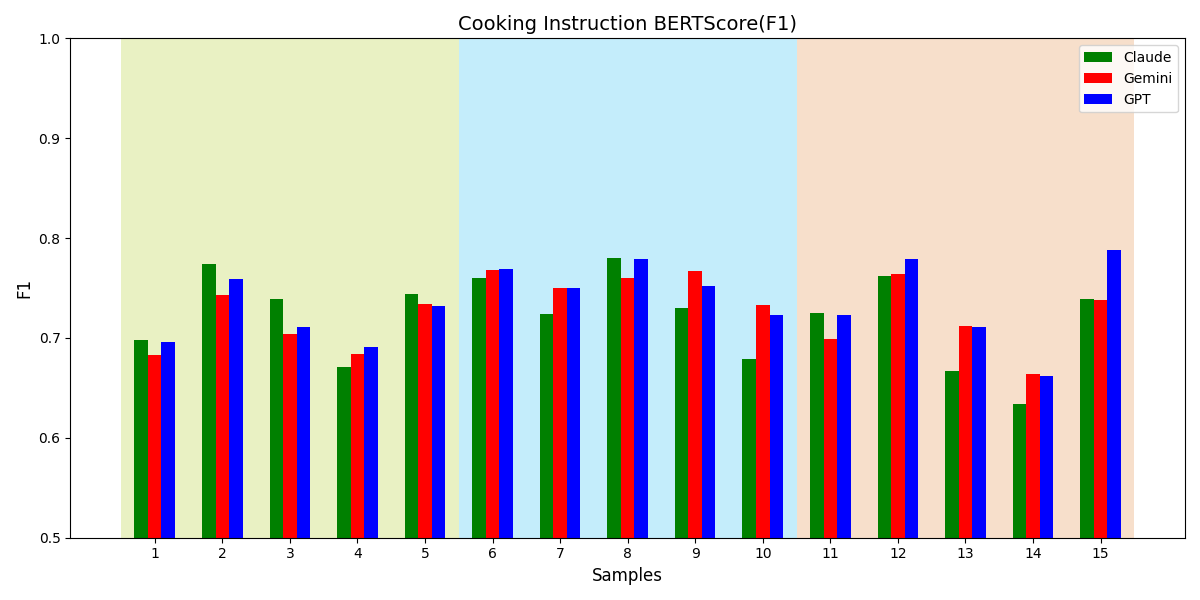 Cooking Instruction BERTScore(F1)
1.0
0.9
0.8
0.7
0.6
0.5
F1
Claude
Gemini
GPT
1 2 3 4 5 6 7 8 9 10 11 12 13 14 15
Samples